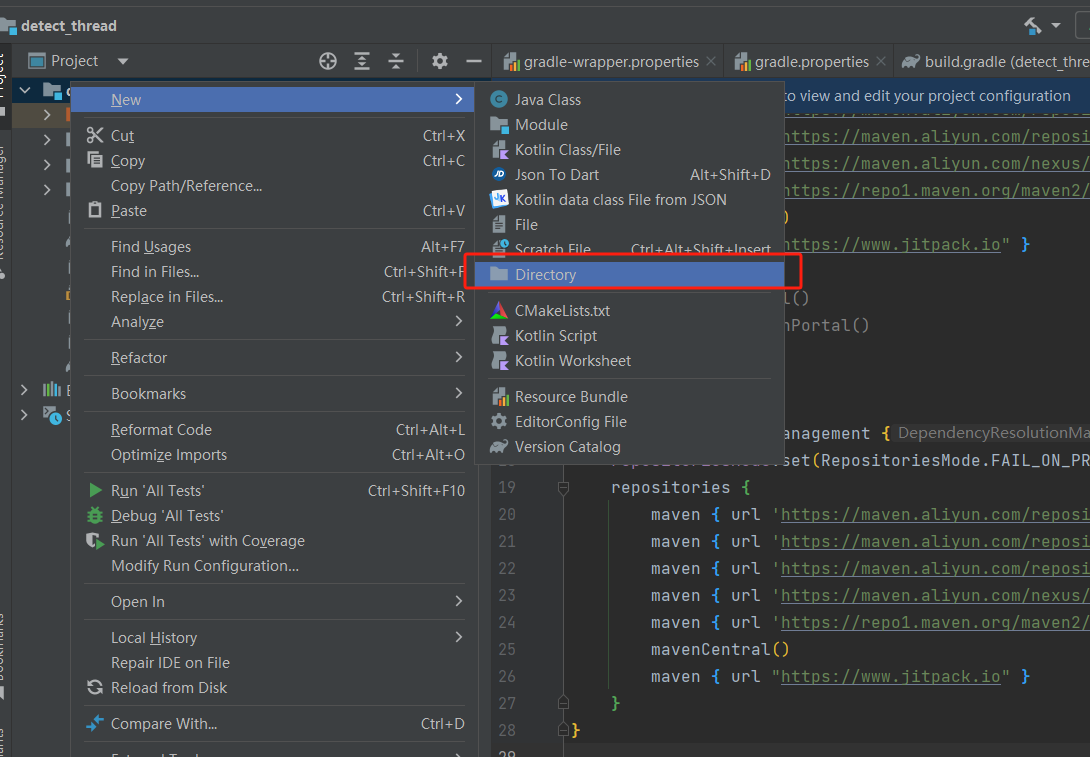 detect_thread
Project
Project
gradle-wrapper.properties
gradle.properties
build.gradle (detect_thre
Resource Manager
New
Cut Ctrl+X
Copy Ctrl+C
Copy Path/Reference...
Paste Ctrl+V
Find Usages Alt+F7
Find in Files... Ctrl+Shift+F
Replace in Files... Ctrl+Shift+R
Analyze
Refactor
Bookmarks
Reformat Code Ctrl+Alt+L
Optimize Imports Ctrl+Alt+O
Run 'All Tests' Ctrl+Shift+F10
Debug 'All Tests'
Run 'All Tests' with Coverage
Modify Run Configuration...
Open In
Local History
Repair IDE on File
Reload from Disk
Compare With... Ctrl+D
Java Class
Module
Kotlin Class/File
Json To Dart Alt+Shift+D
Kotlin data class File from JSON
File
Scratch File Ctrl+Alt+Shift+Insert
Directory
CMakeLists.txt
Kotlin Script
Kotlin Worksheet
Resource Bundle
EditorConfig File
Version Catalog
to view and edit your project configuration
https://maven.aliyun.com/reposi
https://maven.aliyun.com/nexus/
https://repo1.maven.org/maven2/
)
https://www.jitpack.io" }
l()
nPortal()
anagement { DependencyResolutionMa
set(RepositoriesMode.FAIL_ON_PR
19 repositories {
20 maven { url 'https://maven.aliyun.com/reposi
21 maven { url 'https://maven.aliyun.com/reposi
22 maven { url 'https://maven.aliyun.com/reposi
23 maven { url 'https://maven.aliyun.com/nexus/
24 maven { url 'https://repo1.maven.org/maven2/
25 mavenCentral()
26 maven { url "https://www.jitpack.io" }
27 }
28 }
29